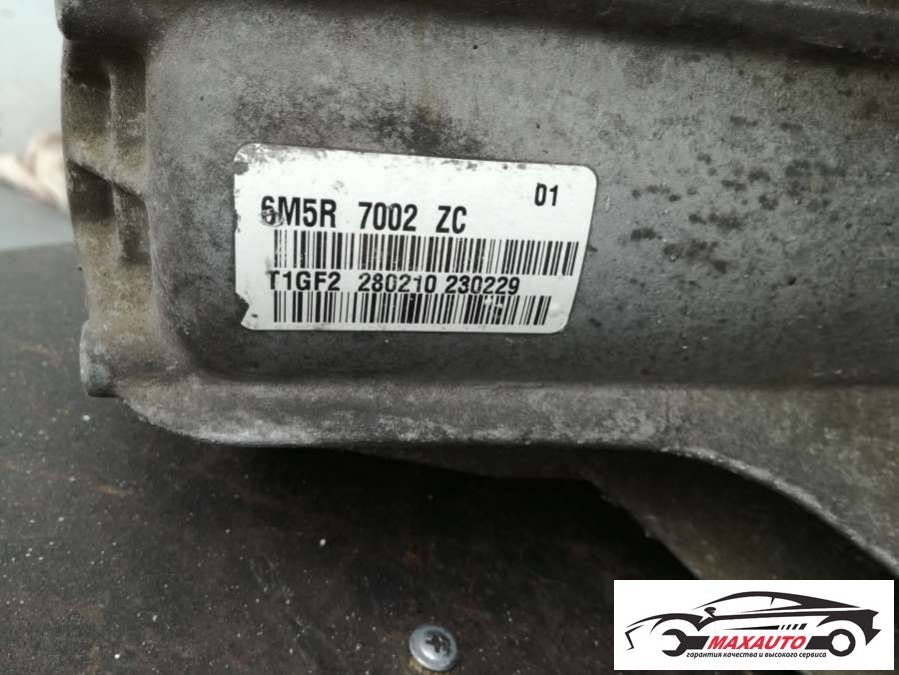 01
6M5R 7002 ZC
T1GF2 280210 230229
MAXAUTO
гарантия качества и высокого сервиса